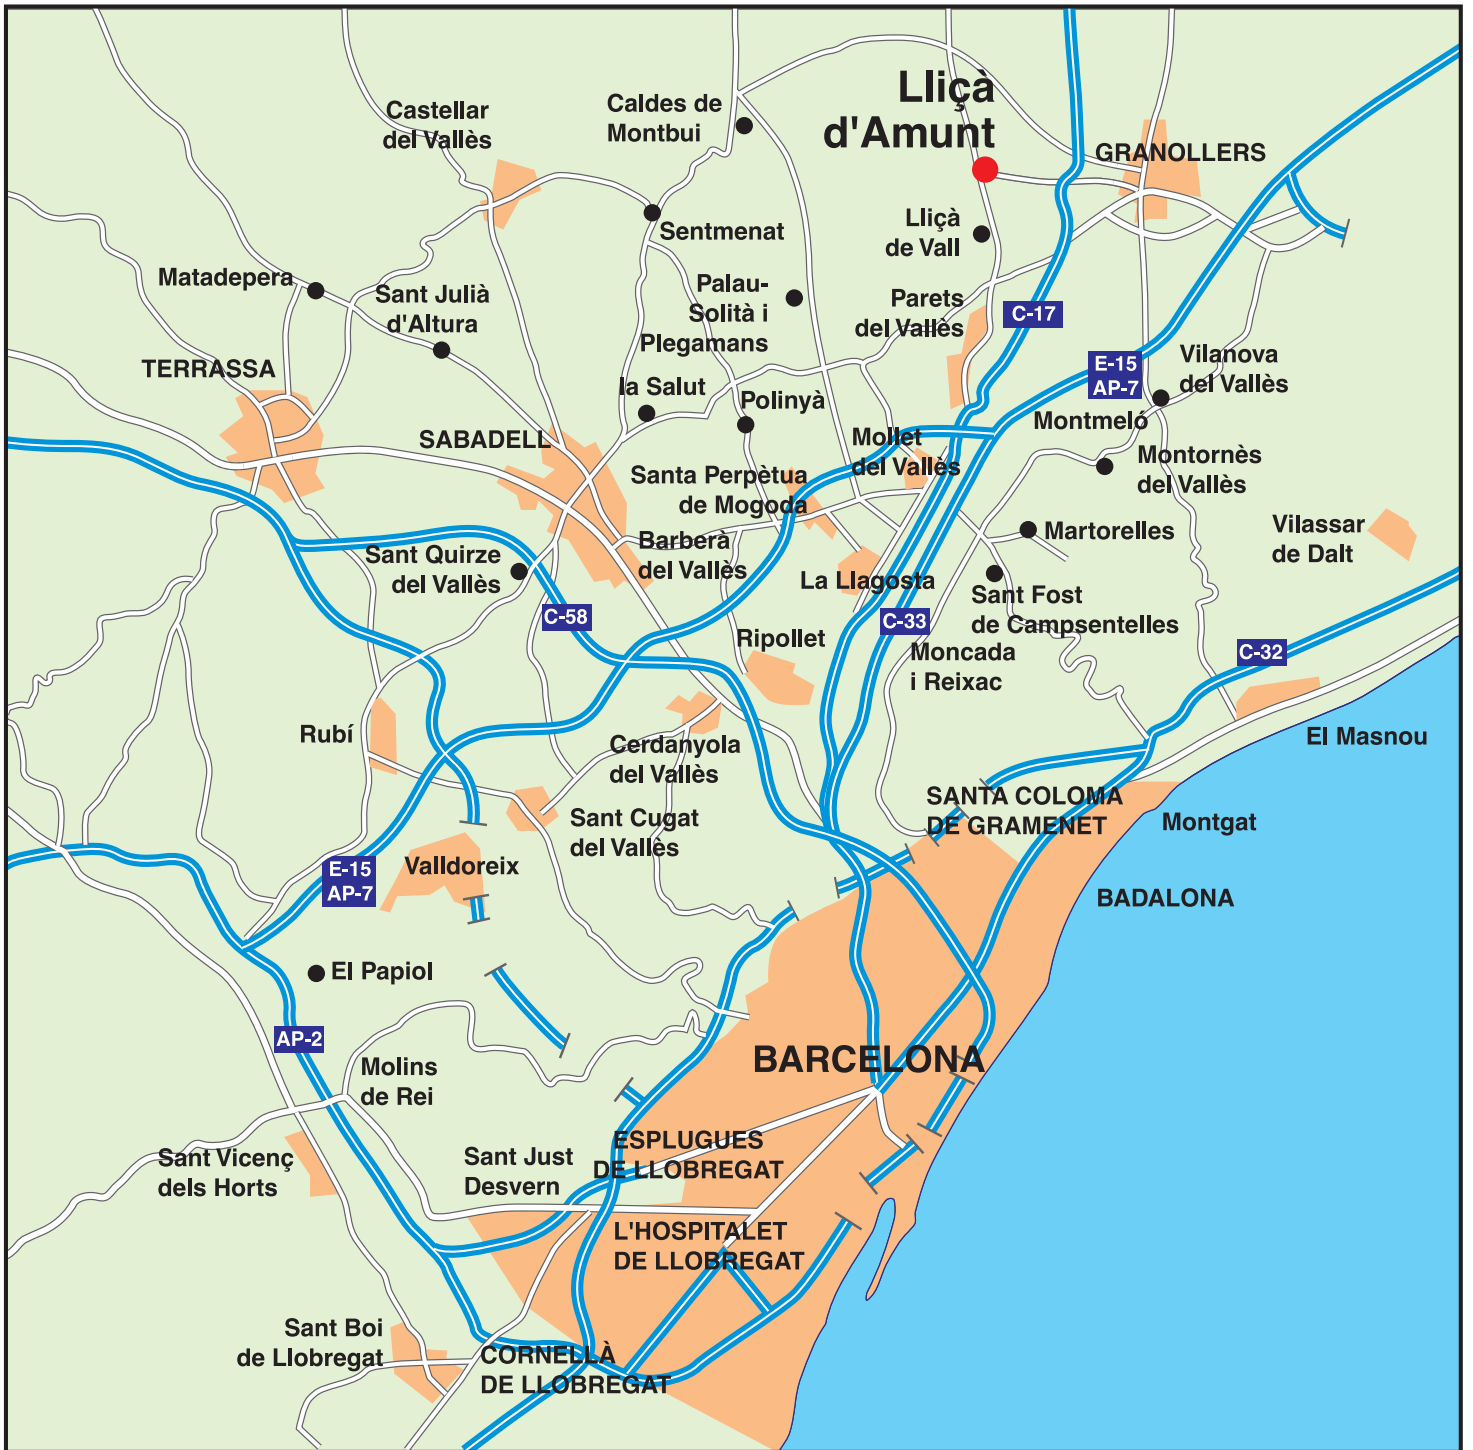 Lliçà
d'Amunt
Castellar
del Vallès
Caldes de
Montbui
GRANOLLERS
Sentmenat
Lliçà
de Vall
Matadepera
Sant Julià
d'Altura
Palau-
Solità i
Plegamans
Parets
del Vallès
C-17
TERRASSA
E-15
AP-7
Vilanova
del Vallès
la Salut
Polinyà
Montmeló
SABADELL
Mollet
del Vallès
Montornès
del Vallès
Santa Perpètua
de Mogoda
Martorelles
Vilassar
de Dalt
Sant Quirze
del Vallès
Barberà
del Vallès
La Llagosta
Sant Fost
de Campsentelles
C-58
C-33
Ripollet
Moncada
i Reixac
C-32
Rubí
Cerdanyola
del Vallès
El Masnou
SANTA COLOMA
DE GRAMENET
Montgat
Sant Cugat
del Vallès
E-15
AP-7
Valldoreix
BADALONA
El Papiol
AP-2
BARCELONA
Molins
de Rei
ESPLUGUES
DE LLOBREGAT
Sant Vicenç
dels Horts
Sant Just
Desvern
L'HOSPITALET
DE LLOBREGAT
Sant Boi
de Llobregat
CORNELLÀ
DE LLOBREGAT